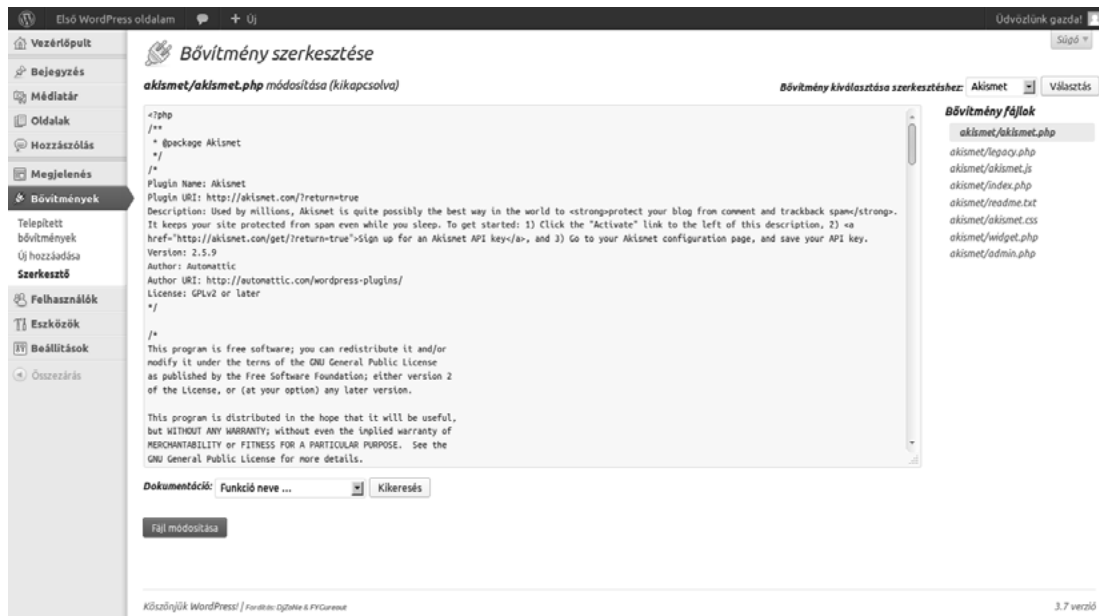 Első WordPress oldalam + Új Üdvözlünk gazda!
Súgó
Vezérlőpult
Bejegyzés
Médiatár
Oldalak
Hozzászólás
Megjelenés
Bővítmények
Telepített
bővítmények
Új hozzáadása
Szerkesztő
Felhasználók
Eszközök
Beállítások
Összezárás
Bővítmény szerkesztése
akismet/akismet.php módosítása (kikapcsolva)
Bővítmény kiválasztása szerkesztéshez: Akismet Választás
<?php
/**
 * @package Akismet
 */
/*
Plugin Name: Akismet
Plugin URI: http://akismet.com/?return=true
Description: Used by millions, Akismet is quite possibly the best way in the world to <strong>protect your blog from comment and trackback spam</strong>.
It keeps your site protected from spam even while you sleep. To get started: 1) Click the "Activate" link to the left of this description, 2) <a
href="http://akismet.com/get/?return=true">Sign up for an Akismet API key</a>, and 3) Go to your Akismet configuration page, and save your API key.
Version: 2.5.9
Author: Automattic
Author URI: http://automattic.com/wordpress-plugins/
License: GPLv2 or later
*/
/*
This program is free software; you can redistribute it and/or
modify it under the terms of the GNU General Public License
as published by the Free Software Foundation; either version 2
of the License, or (at your option) any later version.
This program is distributed in the hope that it will be useful,
but WITHOUT ANY WARRANTY; without even the implied warranty of
MERCHANTABILITY or FITNESS FOR A PARTICULAR PURPOSE. See the
GNU General Public License for more details.
Bővítmény fájlok
akismet/akismet.php
akismet/legacy.php
akismet/akismet.js
akismet/index.php
akismet/readme.txt
akismet/akismet.css
akismet/widget.php
akismet/admin.php
Dokumentáció: Funkció neve ... Kikeresés
Fájl módosítása
Köszönjük WordPress! | Fordítás: DjZoNe & FYGureout
3.7 verzió